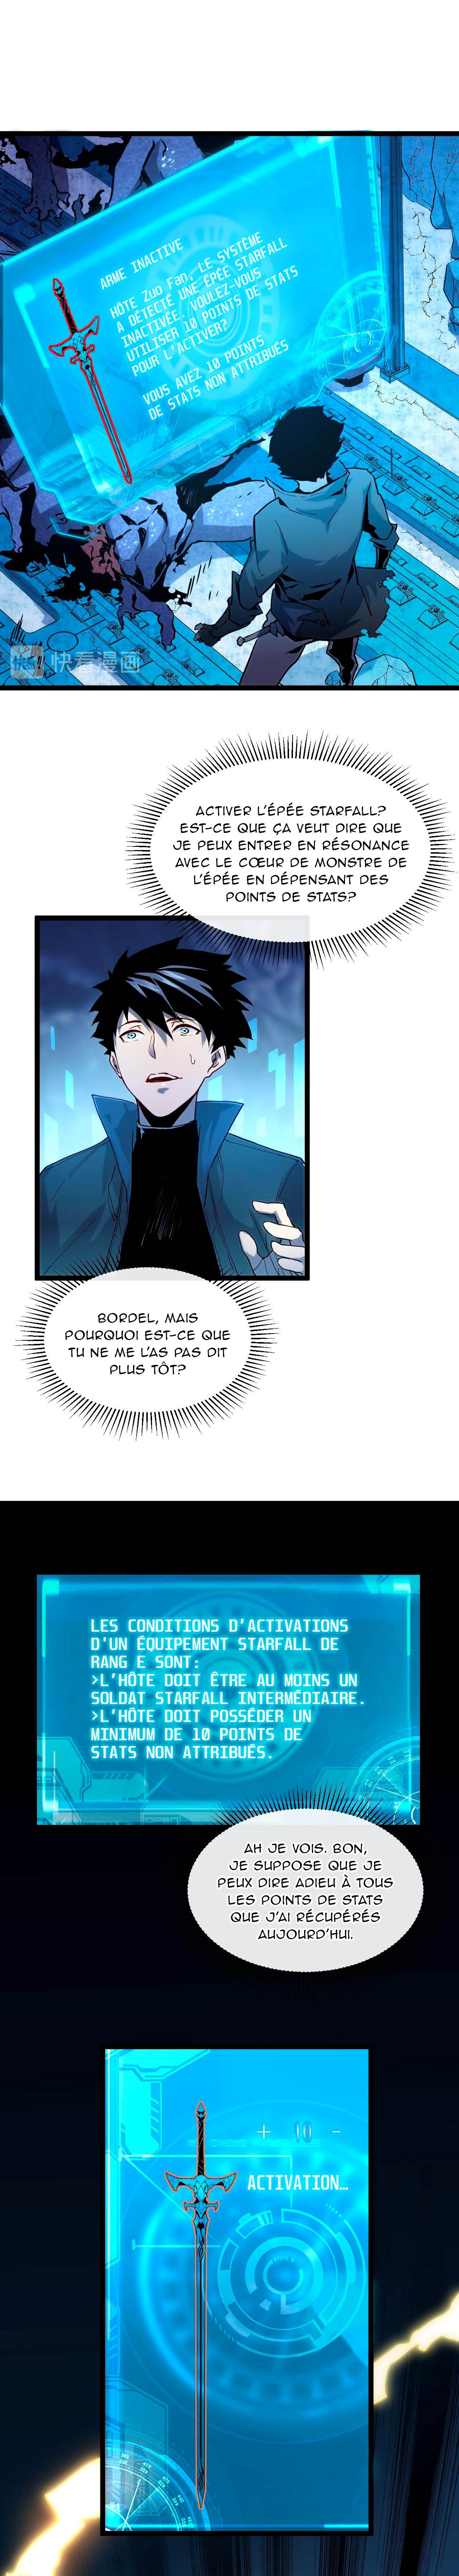 ARME INACTIVE
HÔTE ZUO FAN, LE SYSTÈME
A DÉTECTÉ UNE ÉPÉE STARFALL
INACTIVÉE. VOULEZ-VOUS
UTILISER 10 POINTS DE STATS
POUR L'ACTIVER?
VOUS AVEZ 10 POINTS
DE STATS NON ATTRIBUÉS
快看漫画
ACTIVER L'ÉPÉE STARFALL?
EST-CE QUE ÇA VEUT DIRE QUE
JE PEUX ENTRER EN RÉSONANCE
AVEC LE CŒUR DE MONSTRE DE
L'ÉPÉE EN DÉPENSANT DES
POINTS DE STATS?
BORDEL, MAIS
POURQUOI EST-CE QUE
TU NE ME L'AS PAS DIT
PLUS TÔT?
LES CONDITIONS D'ACTIVATIONS
D'UN ÉQUIPEMENT STARFALL DE
RANG E SONT:
>L'HÔTE DOIT ÊTRE AU MOINS UN
SOLDAT STARFALL INTERMÉDIAIRE.
>L'HÔTE DOIT POSSÉDER UN
MINIMUM DE 10 POINTS DE
STATS NON ATTRIBUÉS.
AH JE VOIS. BON,
JE SUPPOSE QUE JE
PEUX DIRE ADIEU À TOUS
LES POINTS DE STATS
QUE J'AI RÉCUPÉRÉS
AUJOURD'HUI.
+ 10 -
ACTIVATION...